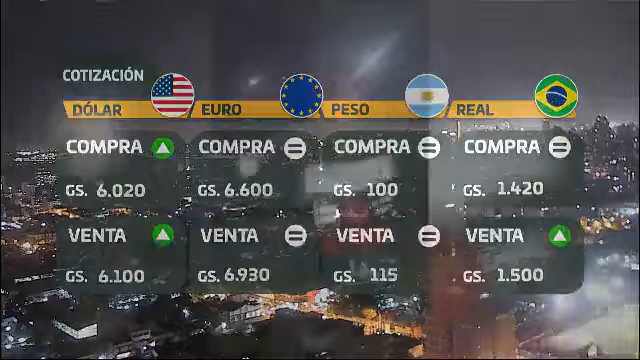 COTIZACIÓN
DÓLAR EURO PESO REAL
COMPRA COMPRA COMPRA COMPRA
GS. 6.020 GS. 6.600 GS. 100 GS. 1.420
VENTA VENTA VENTA VENTA
GS. 6.100 GS. 6.930 GS. 115 GS. 1.500